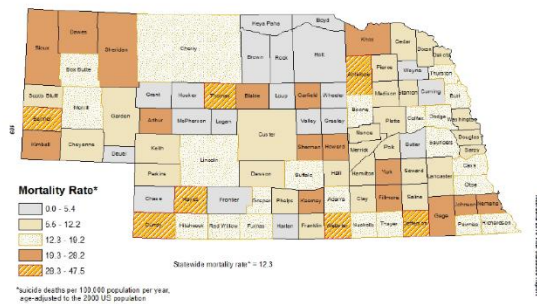 Keya Paha
Boyd
Dawes
Knox
Sioux
Sheridan
Cherry
Cedar
Dixon
Dakota
Brown
Rock
Holt
Box Butte
Antelope
Pierce
Wayne
Thurston
Scotts Bluff
Grant
Hooker
Thomas
Blaine
Loup
Garfield
Wheeler
Madison
Stanton
Cuming
Burt
Morrill
Garden
Boone
Banner
Arthur
McPherson
Logan
Valley
Greeley
Platte
Colfax
Dodge
Washington
Custer
Nance
Kimball
Cheyenne
Keith
Sherman
Howard
Merrick
Polk
Butler
Saunders
Douglas
Sarpy
Deuel
Lincoln
Perkins
Dawson
Buffalo
Hall
Hamilton
York
Seward
Lancaster
Cass
Otoe
Chase
Hayes
Frontier
Gosper
Phelps
Kearney
Adams
Clay
Fillmore
Saline
Johnson
Nemaha
Gage
Dundy
Hitchcock
Red Willow
Furnas
Harlan
Franklin
Webster
Nuckolls
Thayer
Jefferson
Pawnee
Richardson
Mortality Rate*
0.0 - 5.4
5.5 - 12.2
12.3 - 19.2
19.3 - 28.2
28.3 - 47.5
Statewide mortality rate* = 12.3
*suicide deaths per 100,000 population per year,
age-adjusted to the 2000 US population